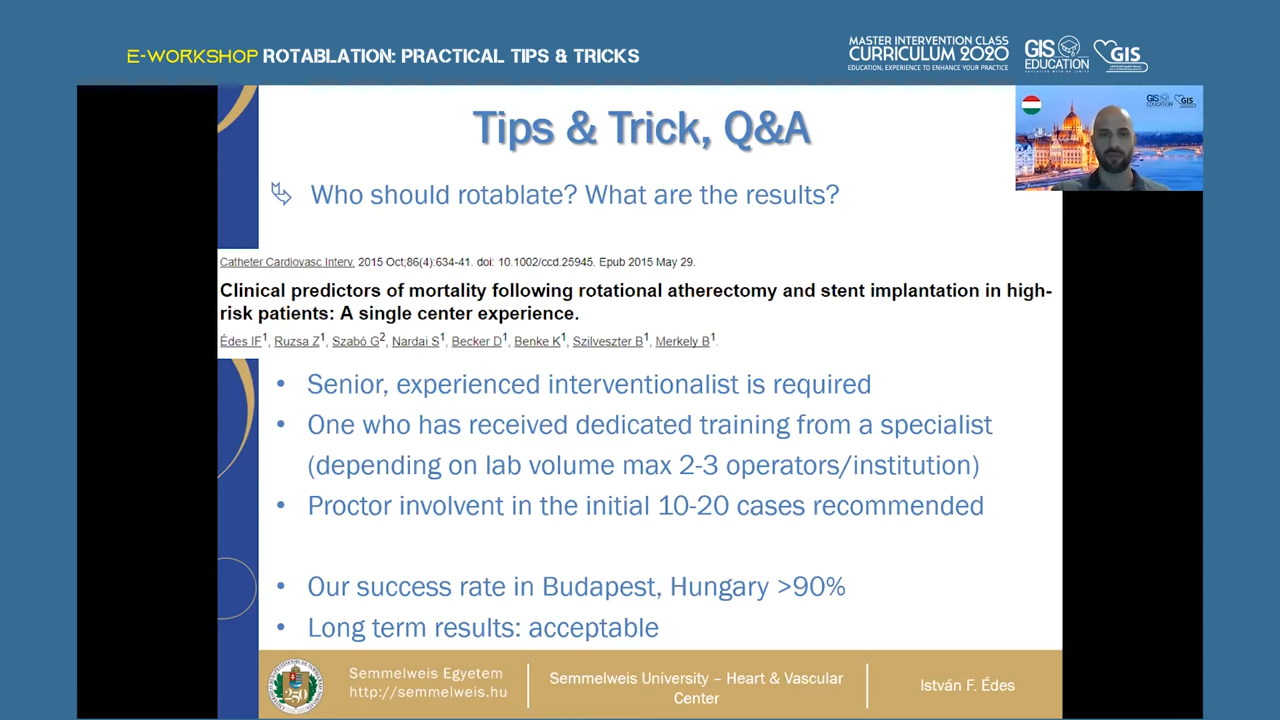 E-WORKSHOP ROTABLATION: PRACTICAL TIPS & TRICKS
MASTER INTERVENTION CLASS
CURRICULUM 2020
EDUCATION, EXPERIENCE TO ENHANCE YOUR PRACTICE
GIS
EDUCATION
GIS
Tips & Trick, Q&A
Who should rotablate? What are the results?
Catheter Cardiovasc Interv. 2015 Oct;86(4):634-41. doi: 10.1002/ccd.25945. Epub 2015 May 29.
Clinical predictors of mortality following rotational atherectomy and stent implantation in high-
risk patients: A single center experience.
Édes IF1, Ruzsa Z1, Szabó G2, Nardai S1, Becker D1, Benke K1, Szilveszter B1, Merkely B1.
• Senior, experienced interventionalist is required
• One who has received dedicated training from a specialist
(depending on lab volume max 2-3 operators/institution)
• Proctor involvent in the initial 10-20 cases recommended
• Our success rate in Budapest, Hungary >90%
• Long term results: acceptable
250
Semmelweis Egyetem
http://semmelweis.hu
Semmelweis University – Heart & Vascular
Center
István F. Édes